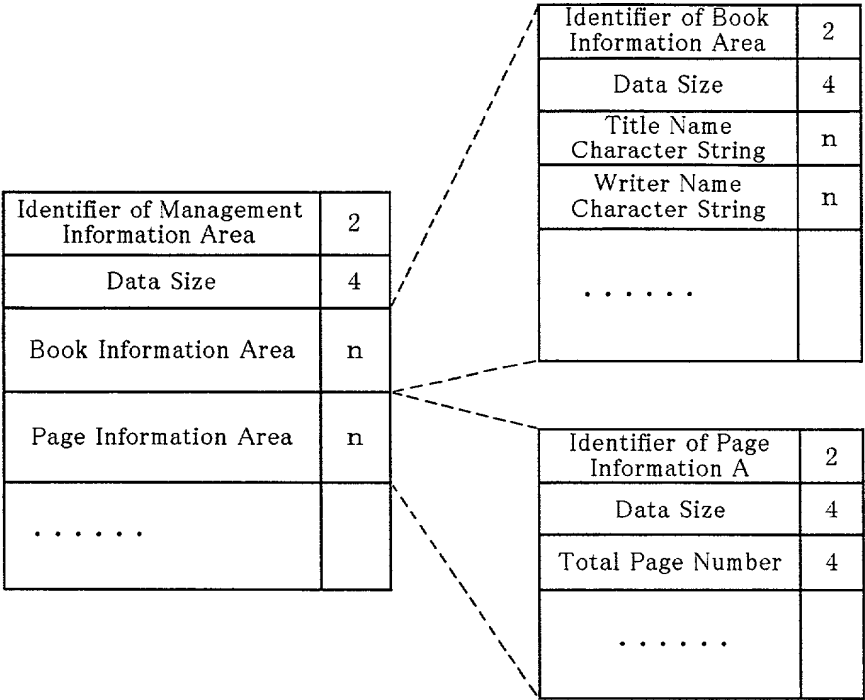 Identifier of Management
Information Area
2
Data Size
4
Book Information Area
n
Page Information Area
n
. . . . . .
Identifier of Book
Information Area
2
Data Size
4
Title Name
Character String
n
Writer Name
Character String
n
. . . . . .
Identifier of Page
Information A
2
Data Size
4
Total Page Number
4
. . . . . .